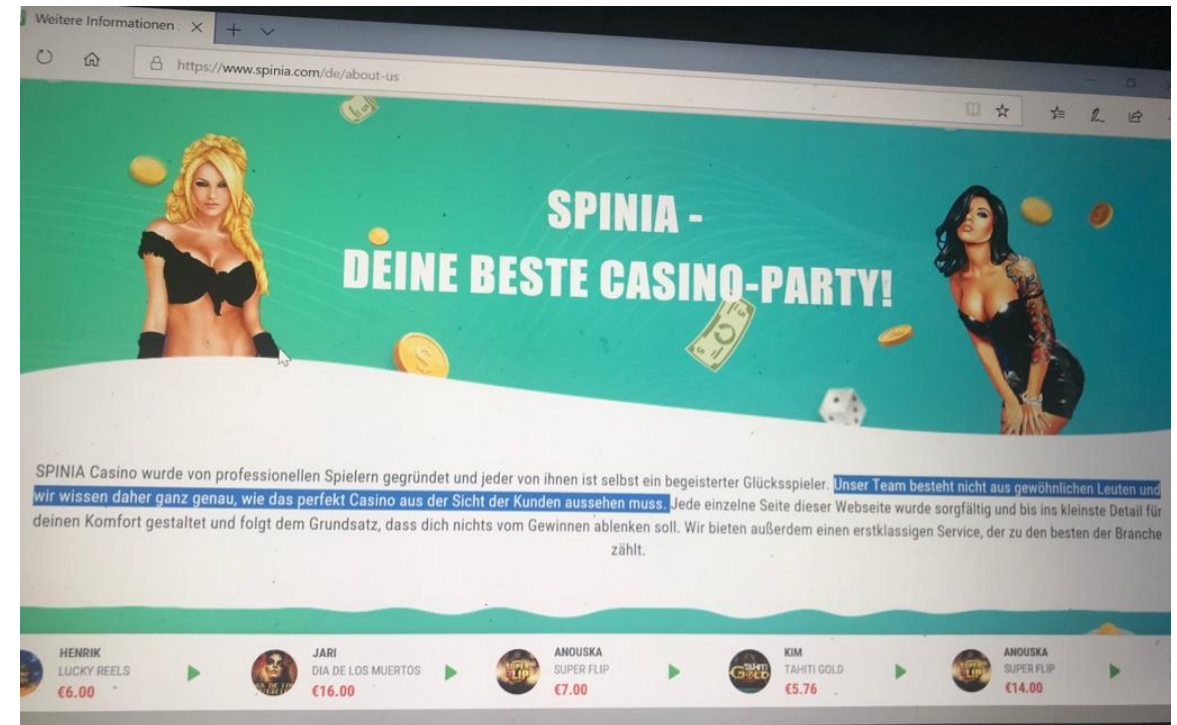 Weitere Informationen
https://www.spinia.com/de/about-us
SPINIA -
DEINE BESTE CASINO-PARTY!
SPINIA Casino wurde von professionellen Spielern gegründet und jeder von ihnen ist selbst ein begeisterter Glücksspieler. Unser Team besteht nicht aus gewöhnlichen Leuten und
wir wissen daher ganz genau, wie das perfekt Casino aus der Sicht der Kunden aussehen muss. Jede einzelne Seite dieser Webseite wurde sorgfältig und bis ins kleinste Detail für
deinen Komfort gestaltet und folgt dem Grundsatz, dass dich nichts vom Gewinnen ablenken soll. Wir bieten außerdem einen erstklassigen Service, der zu den besten der Branche
zählt.
HENRIK
LUCKY REELS
€6.00
JARI
DIA DE LOS MUERTOS
€16.00
SUPER
FLIP
ANOUSKA
SUPER FLIP
€7.00
TAHITI
GOLD
KIM
TAHITI GOLD
€5.76
SUPER
FLIP
ANOUSKA
SUPER FLIP
€14.00